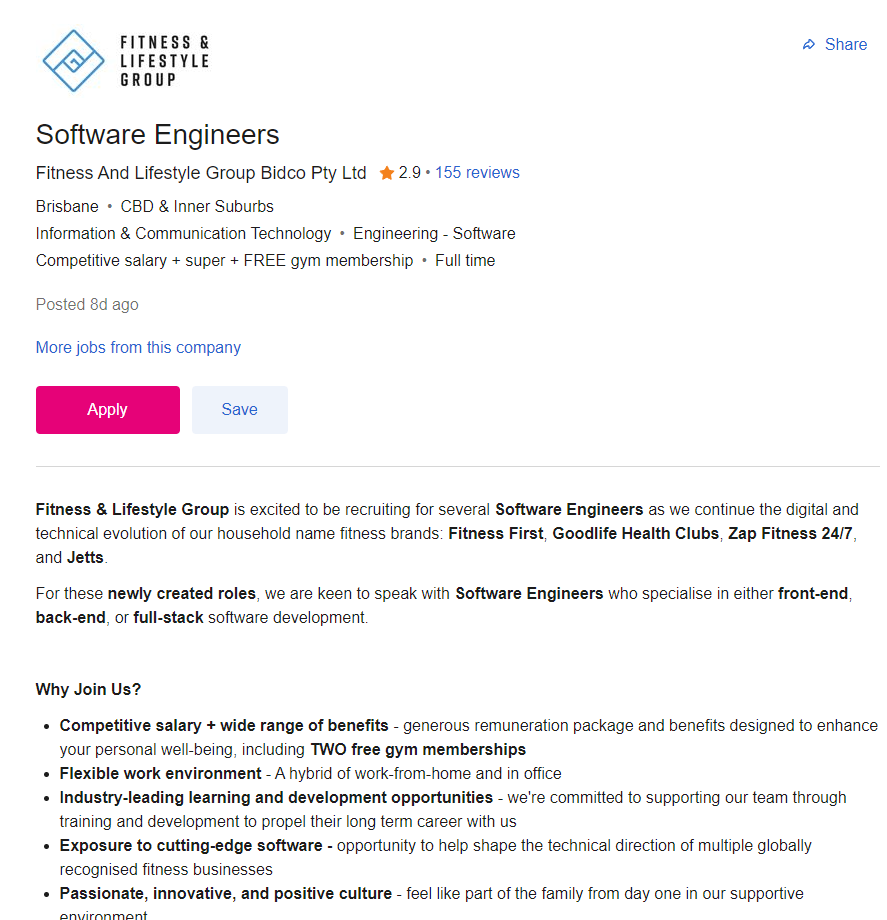 FITNESS &
LIFESTYLE
GROUP
Share
Software Engineers
Fitness And Lifestyle Group Bidco Pty Ltd 2.9 • 155 reviews
Brisbane • CBD & Inner Suburbs
Information & Communication Technology • Engineering - Software
Competitive salary + super + FREE gym membership • Full time
Posted 8d ago
More jobs from this company
Apply Save
Fitness & Lifestyle Group is excited to be recruiting for several Software Engineers as we continue the digital and
technical evolution of our household name fitness brands: Fitness First, Goodlife Health Clubs, Zap Fitness 24/7,
and Jetts.
For these newly created roles, we are keen to speak with Software Engineers who specialise in either front-end,
back-end, or full-stack software development.
Why Join Us?
• Competitive salary + wide range of benefits - generous remuneration package and benefits designed to enhance
your personal well-being, including TWO free gym memberships
• Flexible work environment - A hybrid of work-from-home and in office
• Industry-leading learning and development opportunities - we're committed to supporting our team through
training and development to propel their long term career with us
• Exposure to cutting-edge software - opportunity to help shape the technical direction of multiple globally
recognised fitness businesses
• Passionate, innovative, and positive culture - feel like part of the family from day one in our supportive
environment